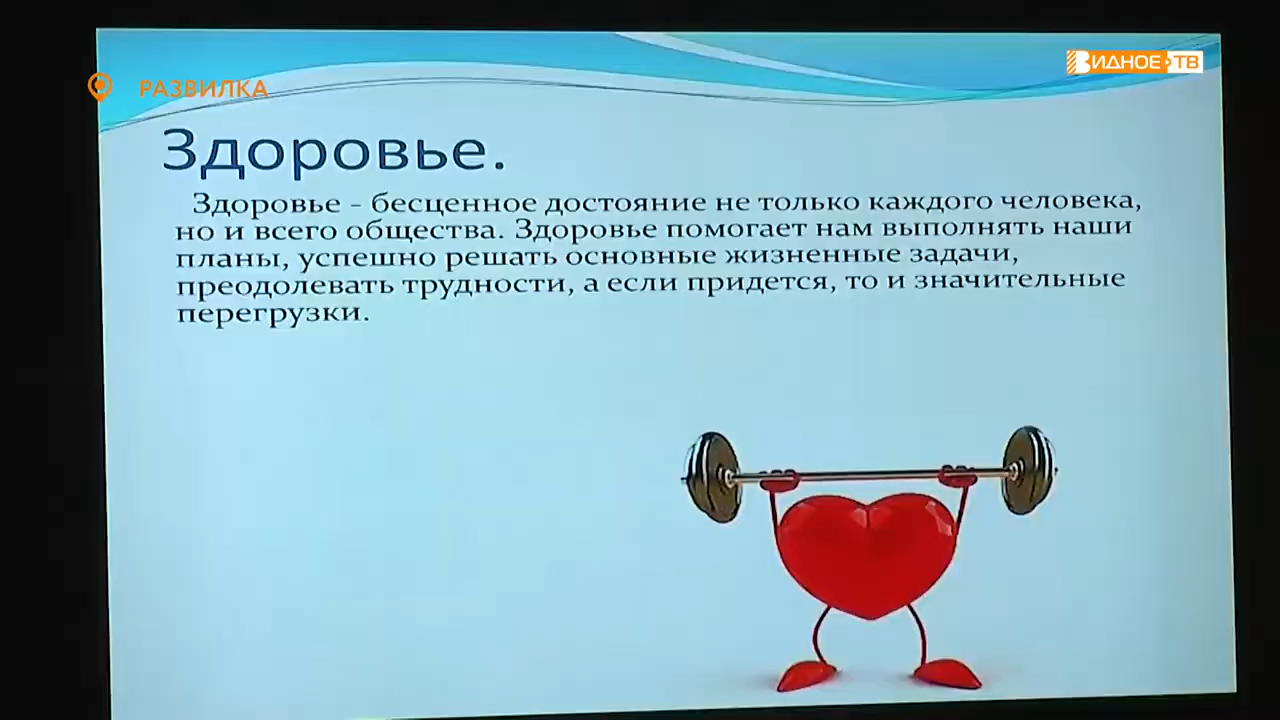 РАЗВИЛКА
ВИДНОЕ ТВ
Здоровье.
Здоровье - бесценное достояние не только каждого человека,
но и всего общества. Здоровье помогает нам выполнять наши
планы, успешно решать основные жизненные задачи,
преодолевать трудности, а если придется, то и значительные
перегрузки.